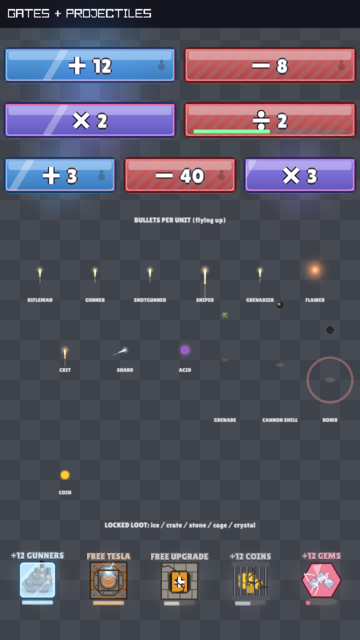 GATES + PROJECTILES
+ 12
− 8
× 2
÷ 2
+ 3
− 40
× 3
BULLETS PER UNIT (flying up)
RIFLEMAN GUNNER SHOTGUNNER SNIPER GRENADIER FLAMER
CRIT SHARD ACID
GRENADE CANNON SHELL BOMB
COIN
LOCKED LOOT: ice / crate / stone / cage / crystal
+12 GUNNERS FREE TESLA FREE UPGRADE +12 COINS +12 GEMS